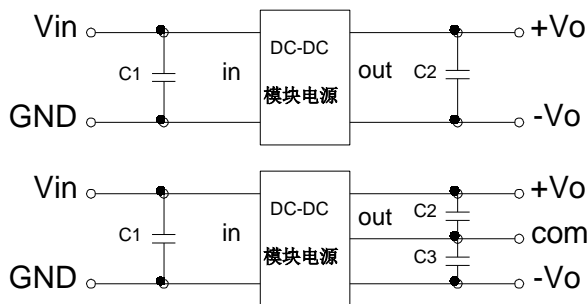 Vin
+Vo
DC-DC
C1
in
out
C2
模块电源
GND
-Vo
Vin
+Vo
DC-DC
out
C2
C1
in
com
模块电源
C3
GND
-Vo